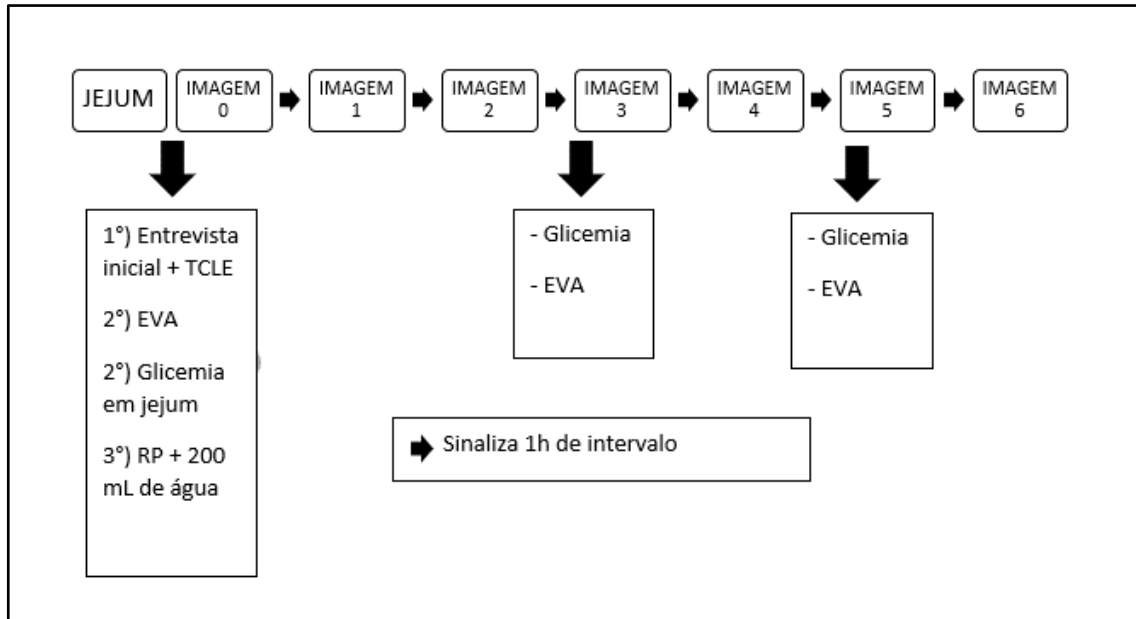 JEJUM
IMAGEM
0
IMAGEM
1
IMAGEM
2
IMAGEM
3
IMAGEM
4
IMAGEM
5
IMAGEM
6
1°) Entrevista
inicial + TCLE
2°) EVA
2°) Glicemia
em jejum
3°) RP + 200
mL de água
- Glicemia
- EVA
- Glicemia
- EVA
Sinaliza 1h de intervalo